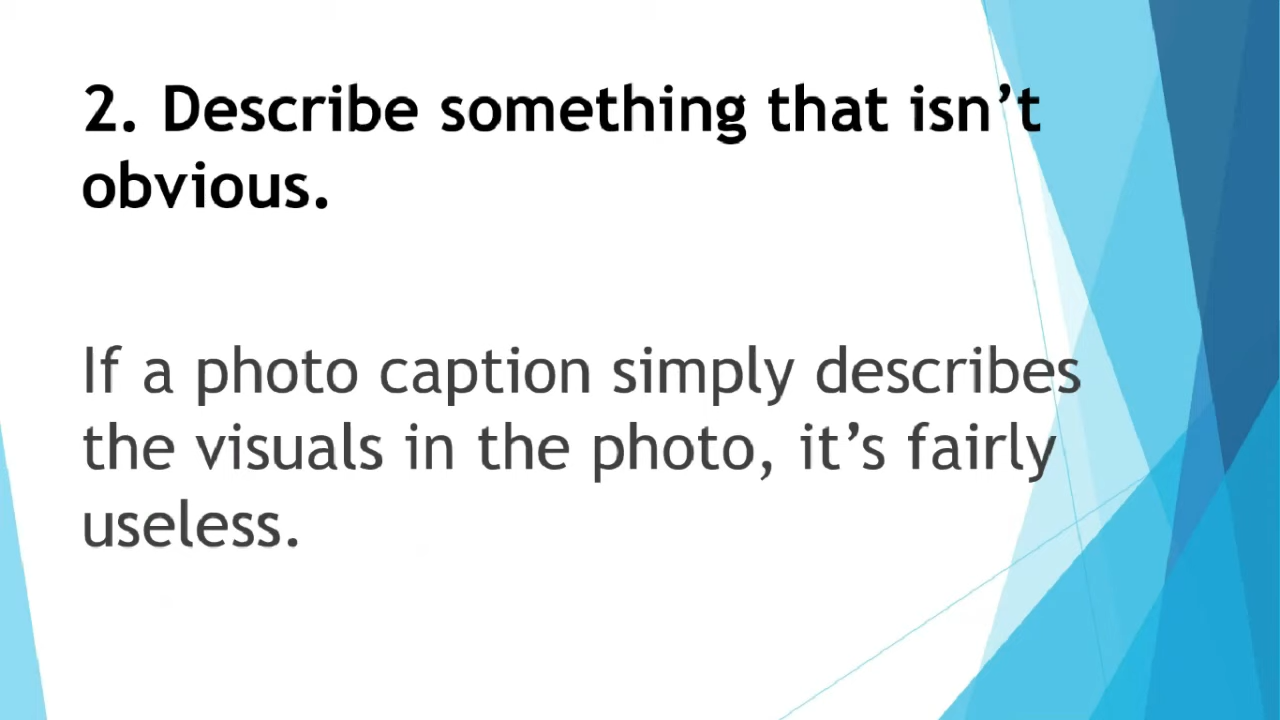 2. Describe something that isn’t
obvious.
If a photo caption simply describes
the visuals in the photo, it’s fairly
useless.